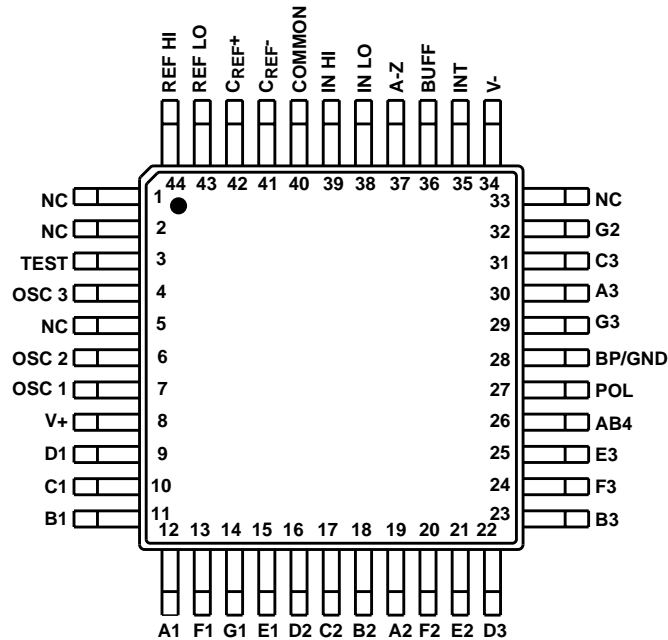 REF HI
REF LO
CREF+
CREF-
COMMON
IN HI
IN LO
A-Z
BUFF
INT
V-
44 43 42 41 40 39 38 37 36 35 34
NC 1 33 NC
NC 2 32 G2
TEST 3 31 C3
OSC 3 4 30 A3
NC 5 29 G3
OSC 2 6 28 BP/GND
OSC 1 7 27 POL
V+ 8 26 AB4
D1 9 25 E3
C1 10 24 F3
B1 11 23 B3
12 13 14 15 16 17 18 19 20 21 22
A1 F1 G1 E1 D2 C2 B2 A2 F2 E2 D3